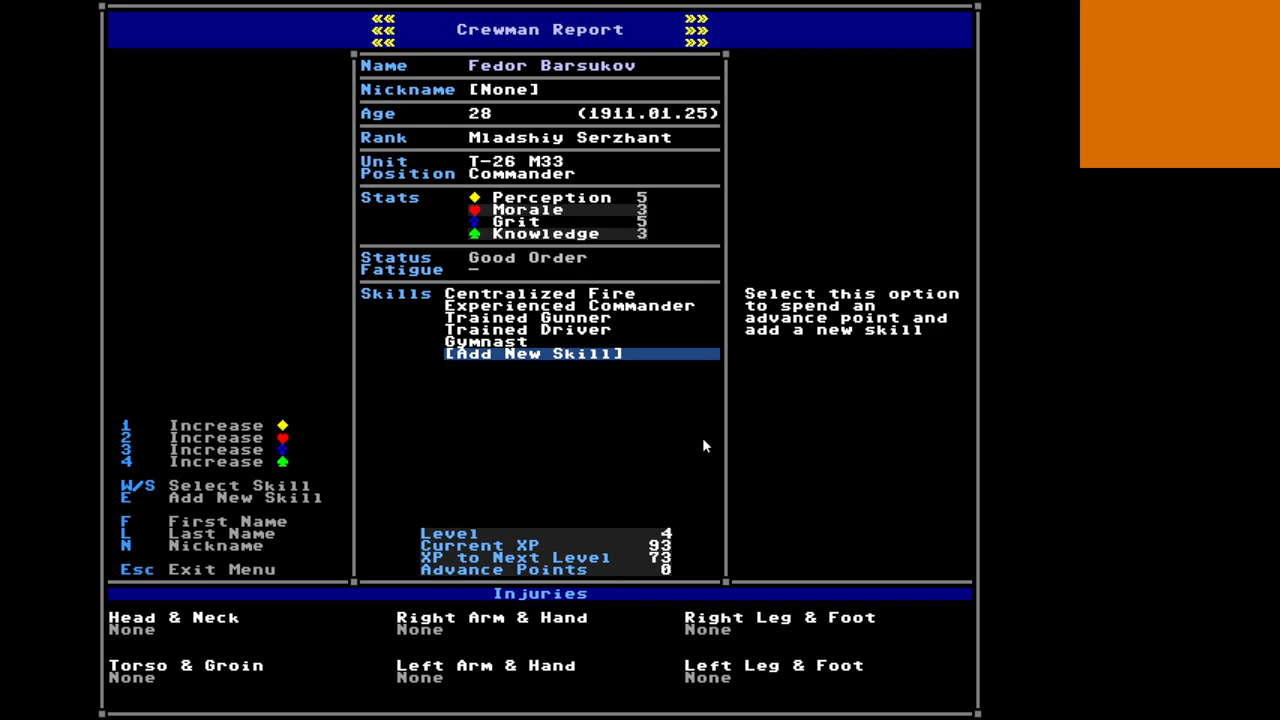 Crewman Report
Name Fedor Barsukov
Nickname [None]
Age 28 (1911.01.25)
Rank Mladshiy Serzhant
Unit T-26 M33
Position Commander
Stats Perception 5
Morale 3
Grit 5
Knowledge 3
Status Good Order
Fatigue –
Skills Centralized Fire
Experienced Commander
Trained Gunner
Trained Driver
Gymnast
[Add New Skill]
Select this option
to spend an
advance point and
add a new skill
1 Increase
2 Increase
3 Increase
4 Increase
W/S Select Skill
E Add New Skill
F First Name
L Last Name
N Nickname
Esc Exit Menu
Level 4
Current XP 93
XP to Next Level 73
Advance Points 0
Injuries
Head & Neck
None
Right Arm & Hand
None
Right Leg & Foot
None
Torso & Groin
None
Left Arm & Hand
None
Left Leg & Foot
None